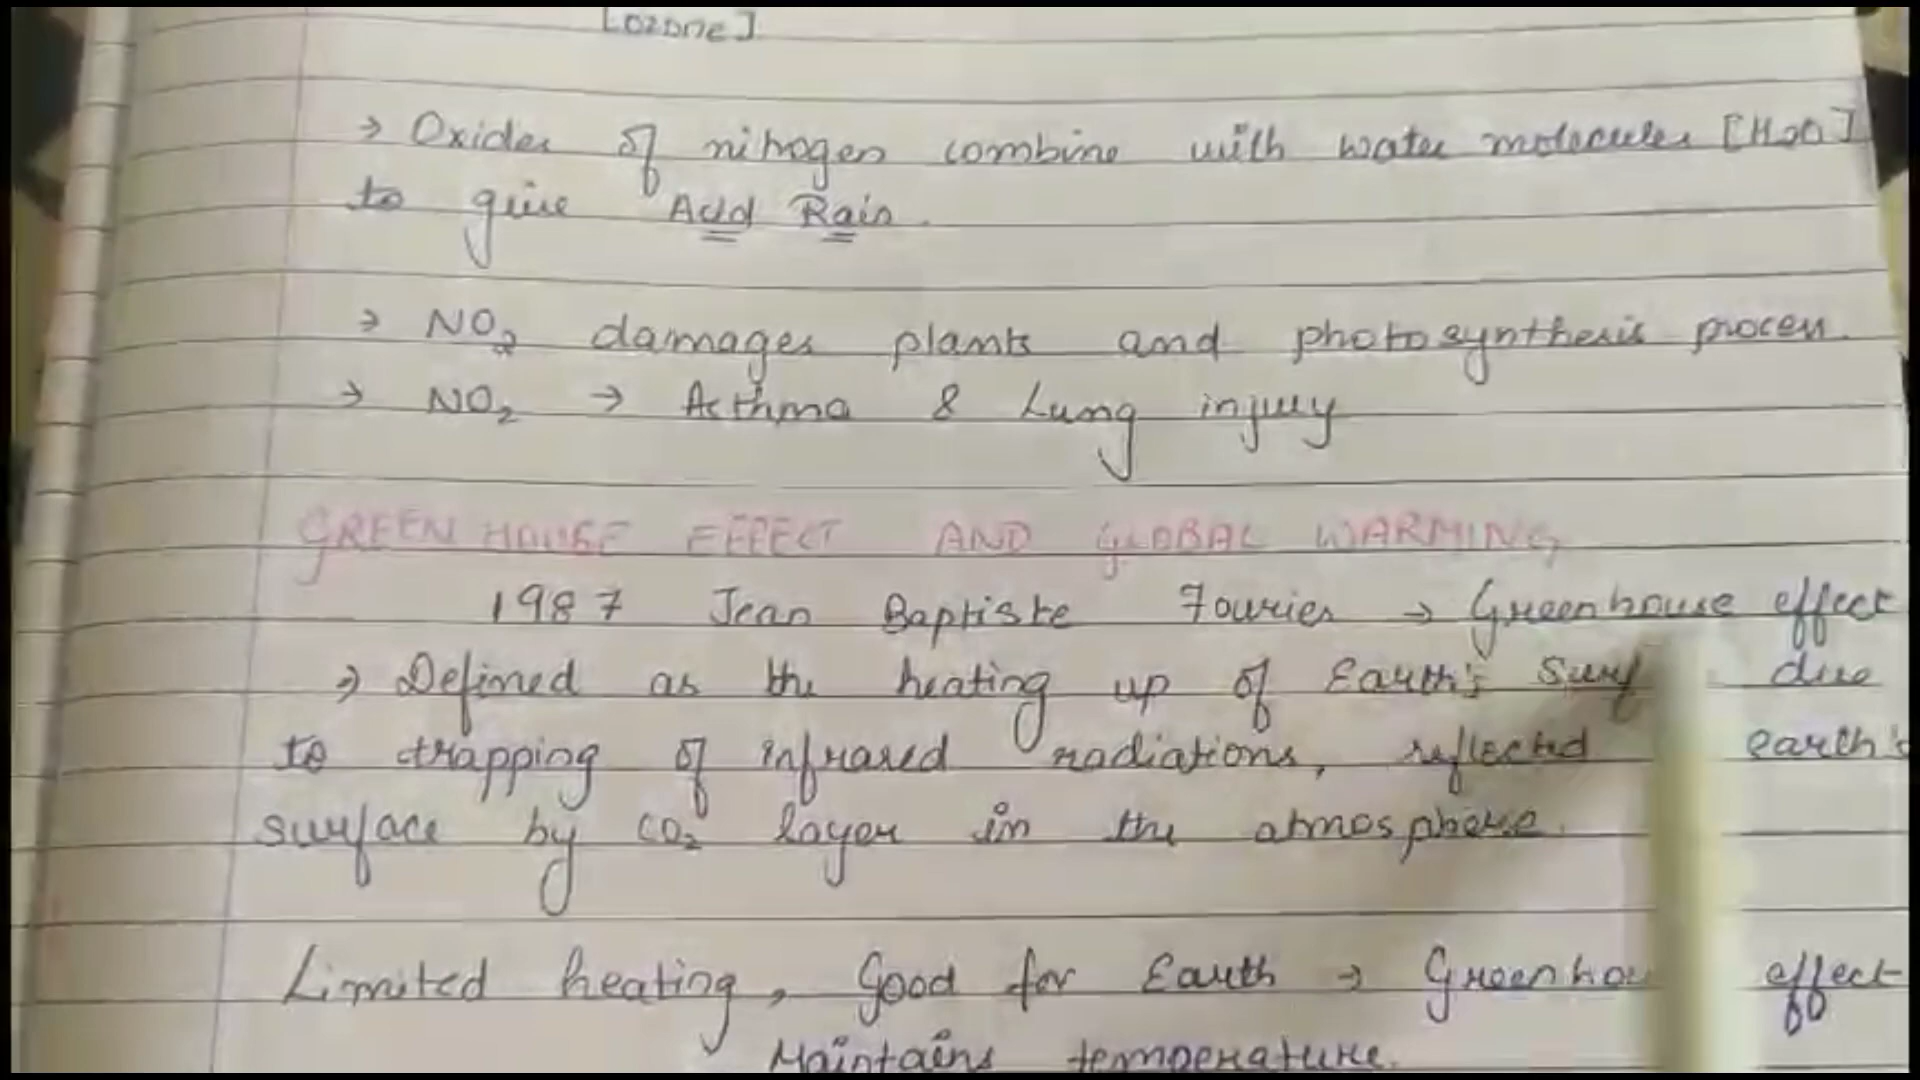 [ozone]
→ Oxides of nitrogen combine with water molecules [H2O]
to give Acid Rain.
→ NO2 damages plants and photosynthesis process.
→ NO2 → Asthma & Lung injury
GREEN HOUSE EFFECT AND GLOBAL WARMING
1987 Jean Baptiste Fourier → Greenhouse effect
→ Defined as the heating up of Earth's Surf due
to trapping of infrared radiations, reflected earth's
surface by CO2 layer in the atmosphere.
Limited heating, Good for Earth → Greenhou effect
Maintains temperature.